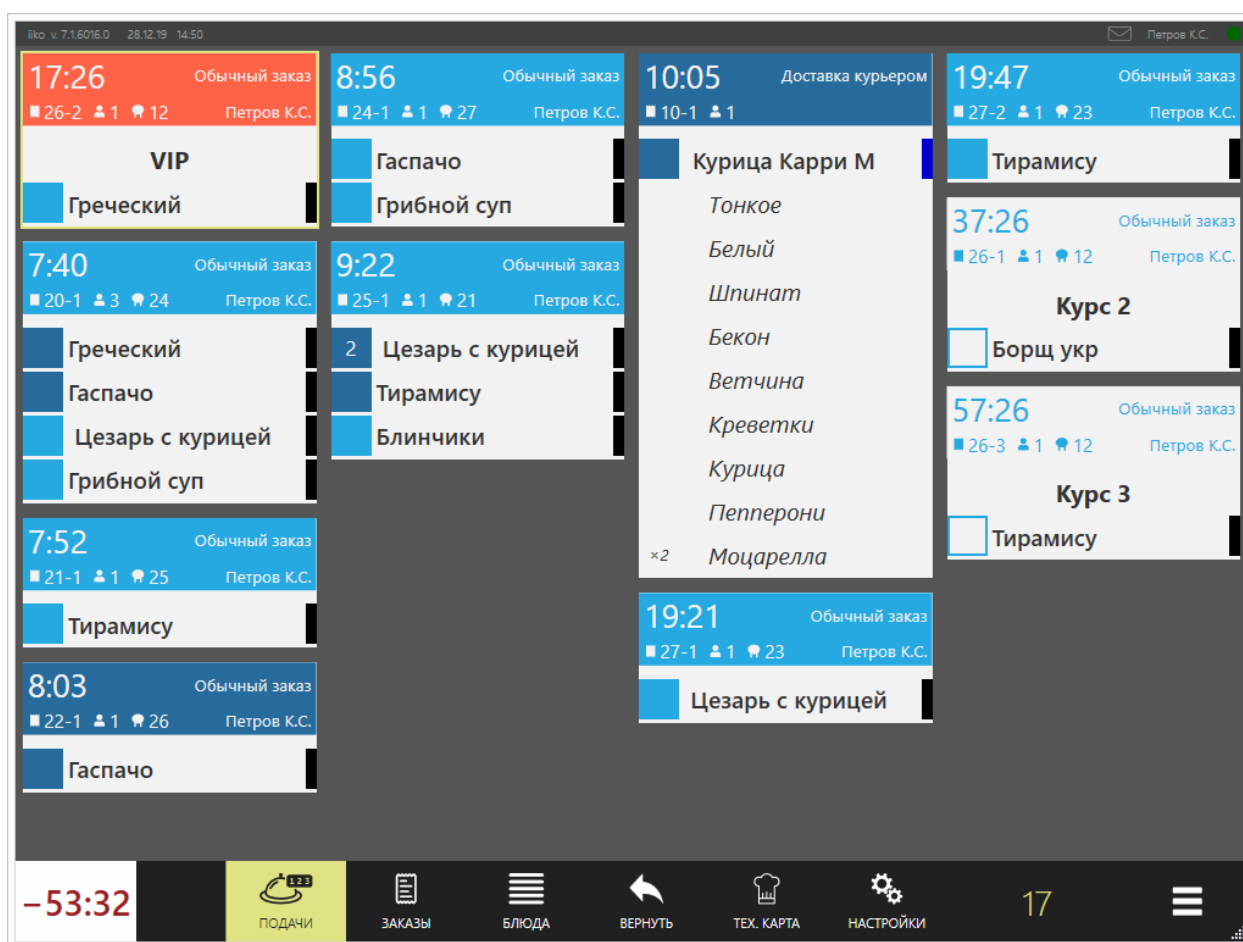 iiko v. 7.1.6016.0 28.12.19 14:50 Петров К.С.
17:26 Обычный заказ
26-2 1 12 Петров К.С.
VIP
Греческий
7:40 Обычный заказ
20-1 3 24 Петров К.С.
Греческий
Гаспачо
Цезарь с курицей
Грибной суп
7:52 Обычный заказ
21-1 1 25 Петров К.С.
Тирамису
8:03 Обычный заказ
22-1 1 26 Петров К.С.
Гаспачо
8:56 Обычный заказ
24-1 1 27 Петров К.С.
Гаспачо
Грибной суп
9:22 Обычный заказ
25-1 1 21 Петров К.С.
2 Цезарь с курицей
Тирамису
Блинчики
10:05 Доставка курьером
10-1 1
Курица Карри М
Тонкое
Белый
Шпинат
Бекон
Ветчина
Креветки
Курица
Пепперони
×2 Моцарелла
19:21 Обычный заказ
27-1 1 23 Петров К.С.
Цезарь с курицей
19:47 Обычный заказ
27-2 1 23 Петров К.С.
Тирамису
37:26 Обычный заказ
26-1 1 12 Петров К.С.
Курс 2
Борщ укр
57:26 Обычный заказ
26-3 1 12 Петров К.С.
Курс 3
Тирамису
–53:32
123
ПОДАЧИ ЗАКАЗЫ БЛЮДА ВЕРНУТЬ ТЕХ. КАРТА НАСТРОЙКИ 17